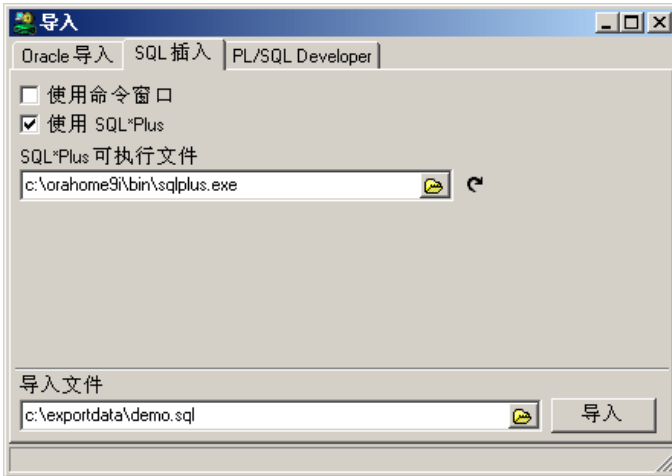 导入
Oracle 导入 SQL 插入 PL/SQL Developer
使用命令窗口
使用 SQL*Plus
SQL*Plus 可执行文件
c:\orahome9i\bin\sqlplus.exe
导入文件
c:\exportdata\demo.sql 导入